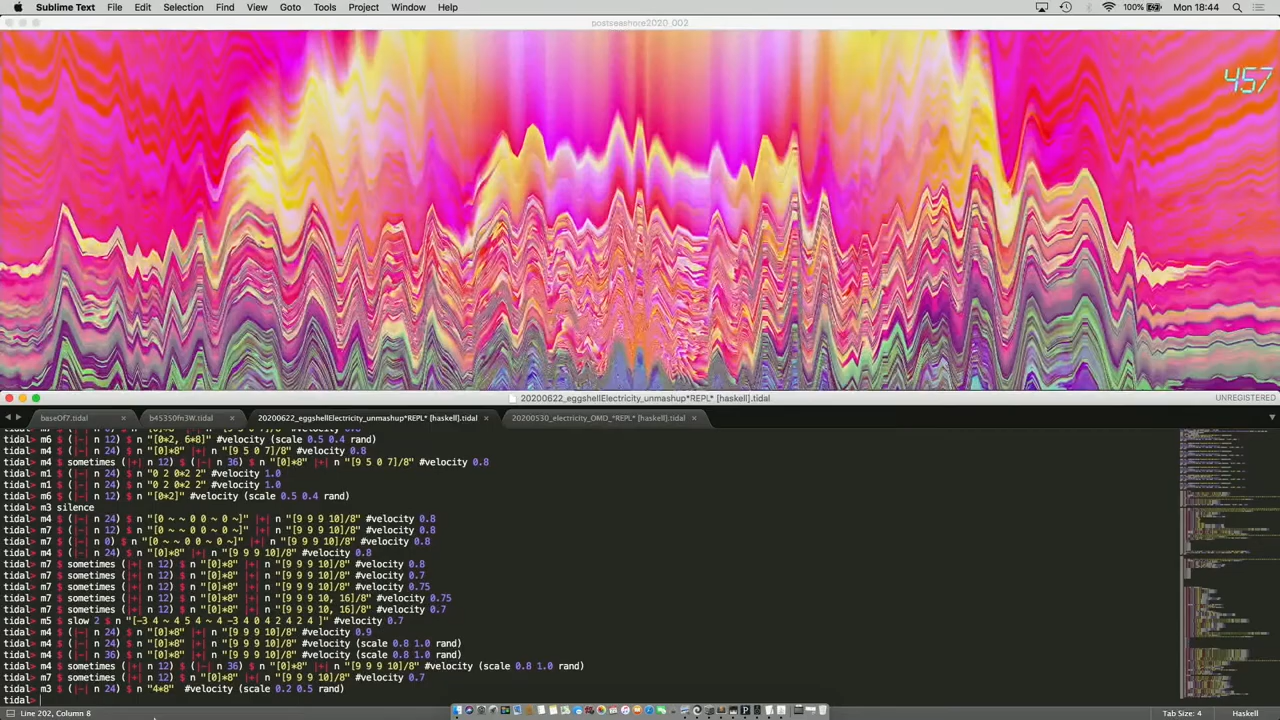 Sublime Text File Edit Selection Find View Goto Tools Project Window Help 100% Mon 18:44
postseashore2020_002
457
20200622_eggshellElectricity_unmashup*REPL* [haskell].tidal UNREGISTERED
baseOf7.tidal b45350fn3W.tidal 20200622_eggshellElectricity_unmashup*REPL* [haskell].tidal 20200530_electricity_OMD_*REPL* [haskell].tidal
tidal> m6 $ (|-| n 12) $ n "[0*2, 6*8]" #velocity (scale 0.5 0.4 rand)
tidal> m4 $ (|-| n 24) $ n "[0]*8" |+| n "[9 5 0 7]/8" #velocity 0.8
tidal> m4 $ sometimes (|+| n 12) $ (|-| n 36) $ n "[0]*8" |+| n "[9 5 0 7]/8" #velocity 0.8
tidal> m1 $ (|-| n 24) $ n "0 2 0*2 2" #velocity 1.0
tidal> m1 $ (|-| n 24) $ n "0 2 0*2 2" #velocity 1.0
tidal> m6 $ (|-| n 12) $ n "[0*2]" #velocity (scale 0.5 0.4 rand)
tidal> m3 silence
tidal> m4 $ (|-| n 24) $ n "[0 ~ ~ 0 0 ~ 0 ~]" |+| n "[9 9 9 10]/8" #velocity 0.8
tidal> m7 $ (|-| n 12) $ n "[0 ~ ~ 0 0 ~ 0 ~]" |+| n "[9 9 9 10]/8" #velocity 0.8
tidal> m7 $ (|-| n 0) $ n "[0 ~ ~ 0 0 ~ 0 ~]" |+| n "[9 9 9 10]/8" #velocity 0.8
tidal> m4 $ (|-| n 24) $ n "[0]*8" |+| n "[9 9 9 10]/8" #velocity 0.8
tidal> m7 $ sometimes (|+| n 12) $ n "[0]*8" |+| n "[9 9 9 10]/8" #velocity 0.8
tidal> m7 $ sometimes (|+| n 12) $ n "[0]*8" |+| n "[9 9 9 10]/8" #velocity 0.7
tidal> m7 $ sometimes (|+| n 12) $ n "[0]*8" |+| n "[9 9 9 10]/8" #velocity 0.75
tidal> m7 $ sometimes (|+| n 12) $ n "[0]*8" |+| n "[9 9 9 10, 16]/8" #velocity 0.75
tidal> m7 $ sometimes (|+| n 12) $ n "[0]*8" |+| n "[9 9 9 10, 16]/8" #velocity 0.7
tidal> m5 $ slow 2 $ n "[-3 4 ~ 4 5 4 ~ 4 -3 4 0 4 2 4 2 4 ]" #velocity 0.7
tidal> m4 $ (|-| n 24) $ n "[0]*8" |+| n "[9 9 9 10]/8" #velocity 0.9
tidal> m4 $ (|-| n 24) $ n "[0]*8" |+| n "[9 9 9 10]/8" #velocity (scale 0.8 1.0 rand)
tidal> m4 $ (|-| n 36) $ n "[0]*8" |+| n "[9 9 9 10]/8" #velocity (scale 0.8 1.0 rand)
tidal> m4 $ sometimes (|+| n 12) $ (|-| n 36) $ n "[0]*8" |+| n "[9 9 9 10]/8" #velocity (scale 0.8 1.0 rand)
tidal> m7 $ sometimes (|+| n 12) $ n "[0]*8" |+| n "[9 9 9 10]/8" #velocity 0.7
tidal> m3 $ (|-| n 24) $ n "4*8" #velocity (scale 0.2 0.5 rand)
tidal>
Line 202, Column 8 Tab Size: 4 Haskell